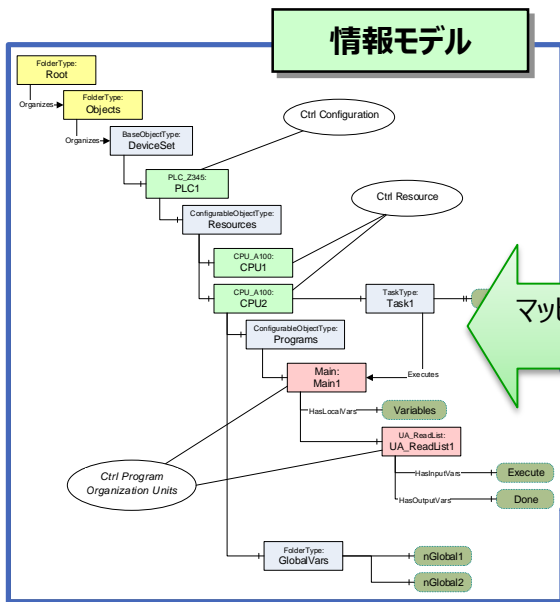 情報モデル
FolderType:
Root
Organizes
FolderType:
Objects
Organizes
BaseObjectType:
DeviceSet
Ctrl Configuration
PLC_Z345:
PLC1
ConfigurableObjectType:
Resources
Ctrl Resource
CPU_A100:
CPU1
CPU_A100:
CPU2
TaskType:
Task1
ConfigurableObjectType:
Programs
Executes
Main:
Main1
HasLocalVars
Variables
UA_ReadList:
UA_ReadList1
HasInputVars
Execute
HasOutputVars
Done
Ctrl Program
Organization Units
FolderType:
GlobalVars
nGlobal1
nGlobal2